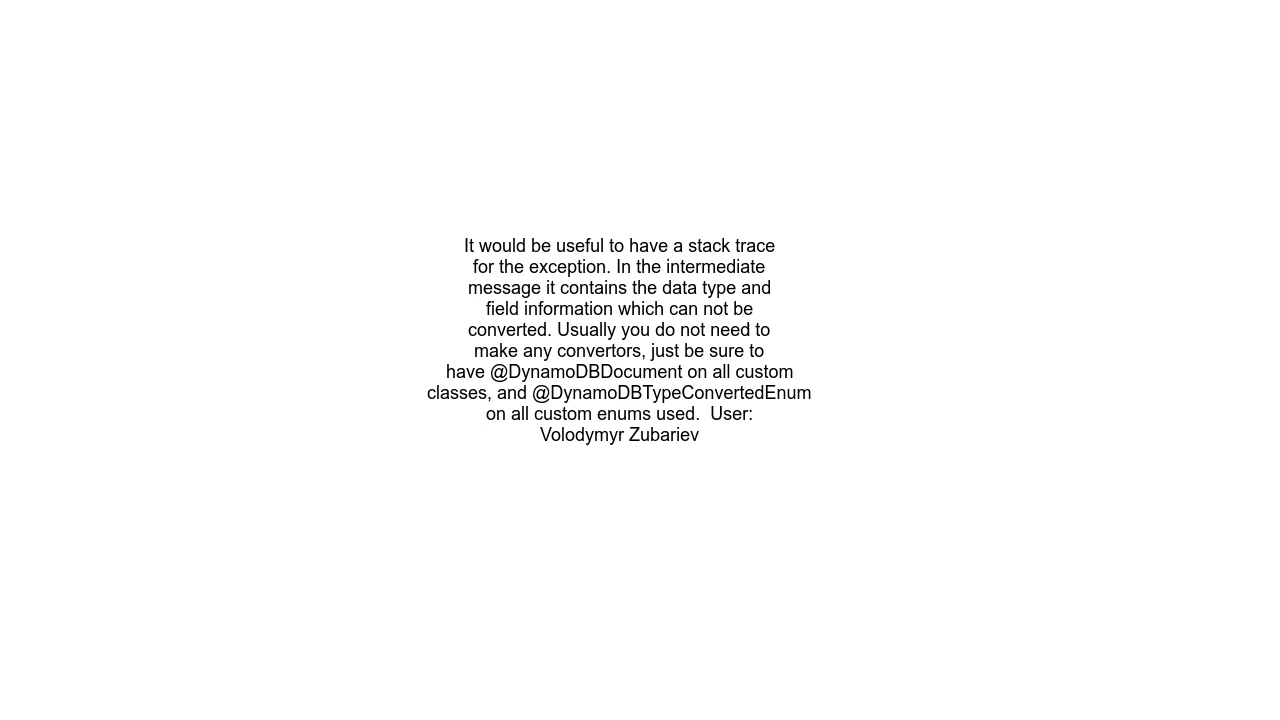 It would be useful to have a stack trace
for the exception. In the intermediate
message it contains the data type and
field information which can not be
converted. Usually you do not need to
make any convertors, just be sure to
have @DynamoDBDocument on all custom
classes, and @DynamoDBTypeConvertedEnum
on all custom enums used.  User:
Volodymyr Zubariev